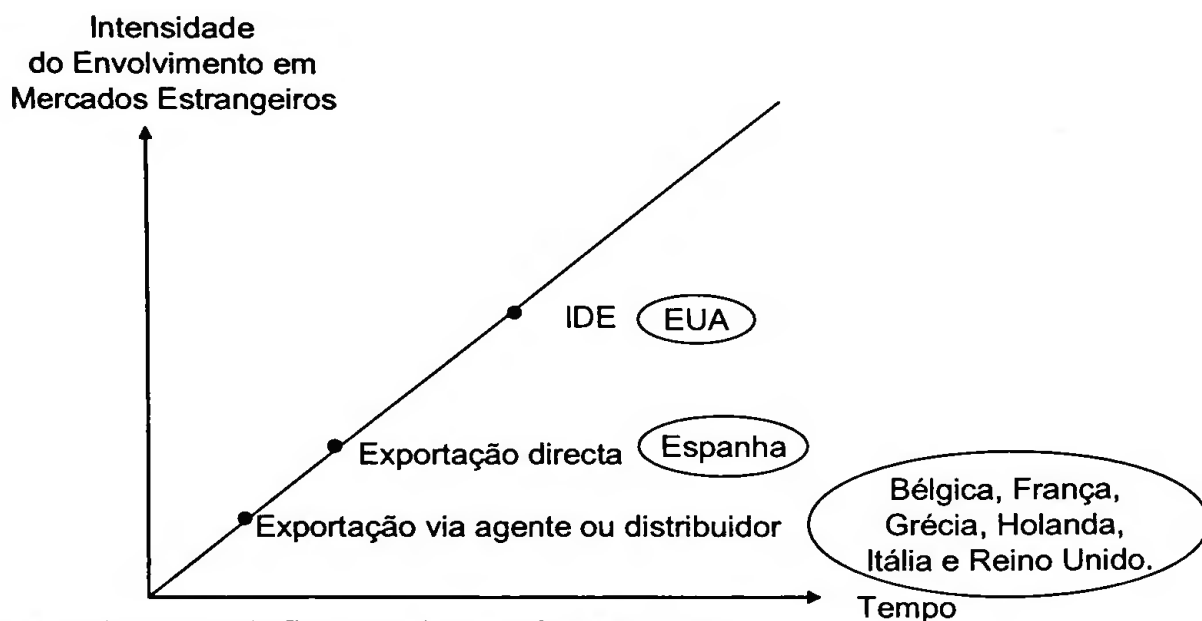 Intensidade
do Envolvimento em
Mercados Estrangeiros
IDE EUA
Exportação directa Espanha
Exportação via agente ou distribuidor
Bélgica, França,
Grécia, Holanda,
Itália e Reino Unido.
Tempo